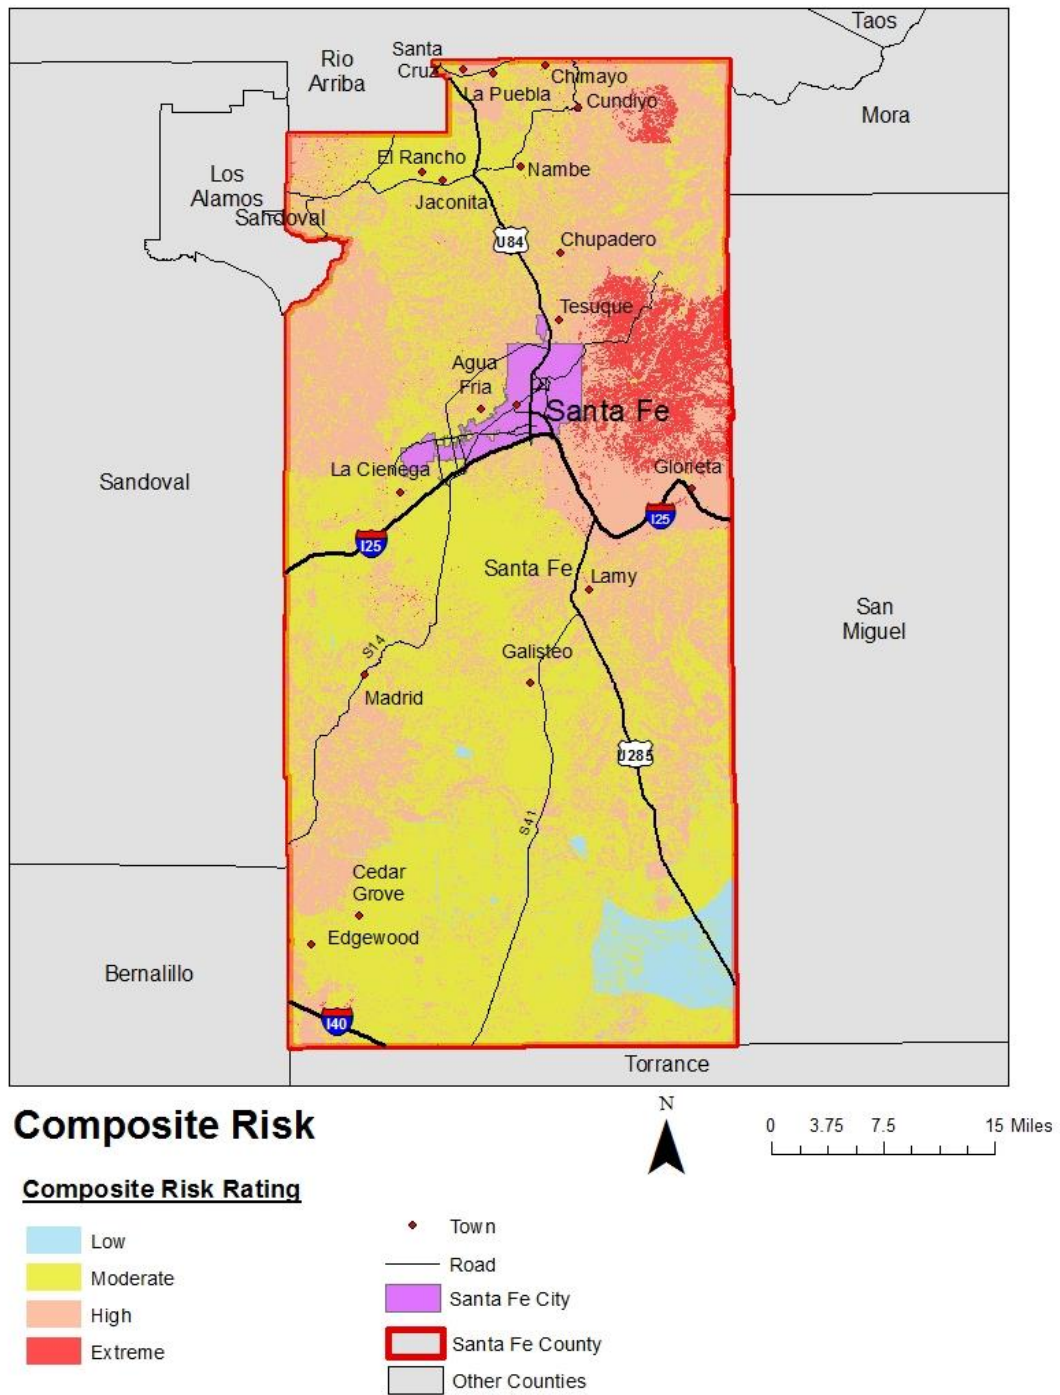 Taos
Santa
Cruz
Rio
Arriba
Chimayo
La Puebla
Cundiyo
Mora
El Rancho
Nambe
Los
Alamos
Jaconita
Sandoval
U84
Chupadero
Tesuque
Agua
Fria
Santa Fe
La Cienega
Glorieta
Sandoval
I25
I25
Santa Fe
Lamy
San
Miguel
S14
Galisteo
Madrid
U285
S41
Cedar
Grove
Edgewood
Bernalillo
I40
Torrance
Composite Risk
N
0 3.75 7.5 15 Miles
Composite Risk Rating
Low
Moderate
High
Extreme
Town
Road
Santa Fe City
Santa Fe County
Other Counties